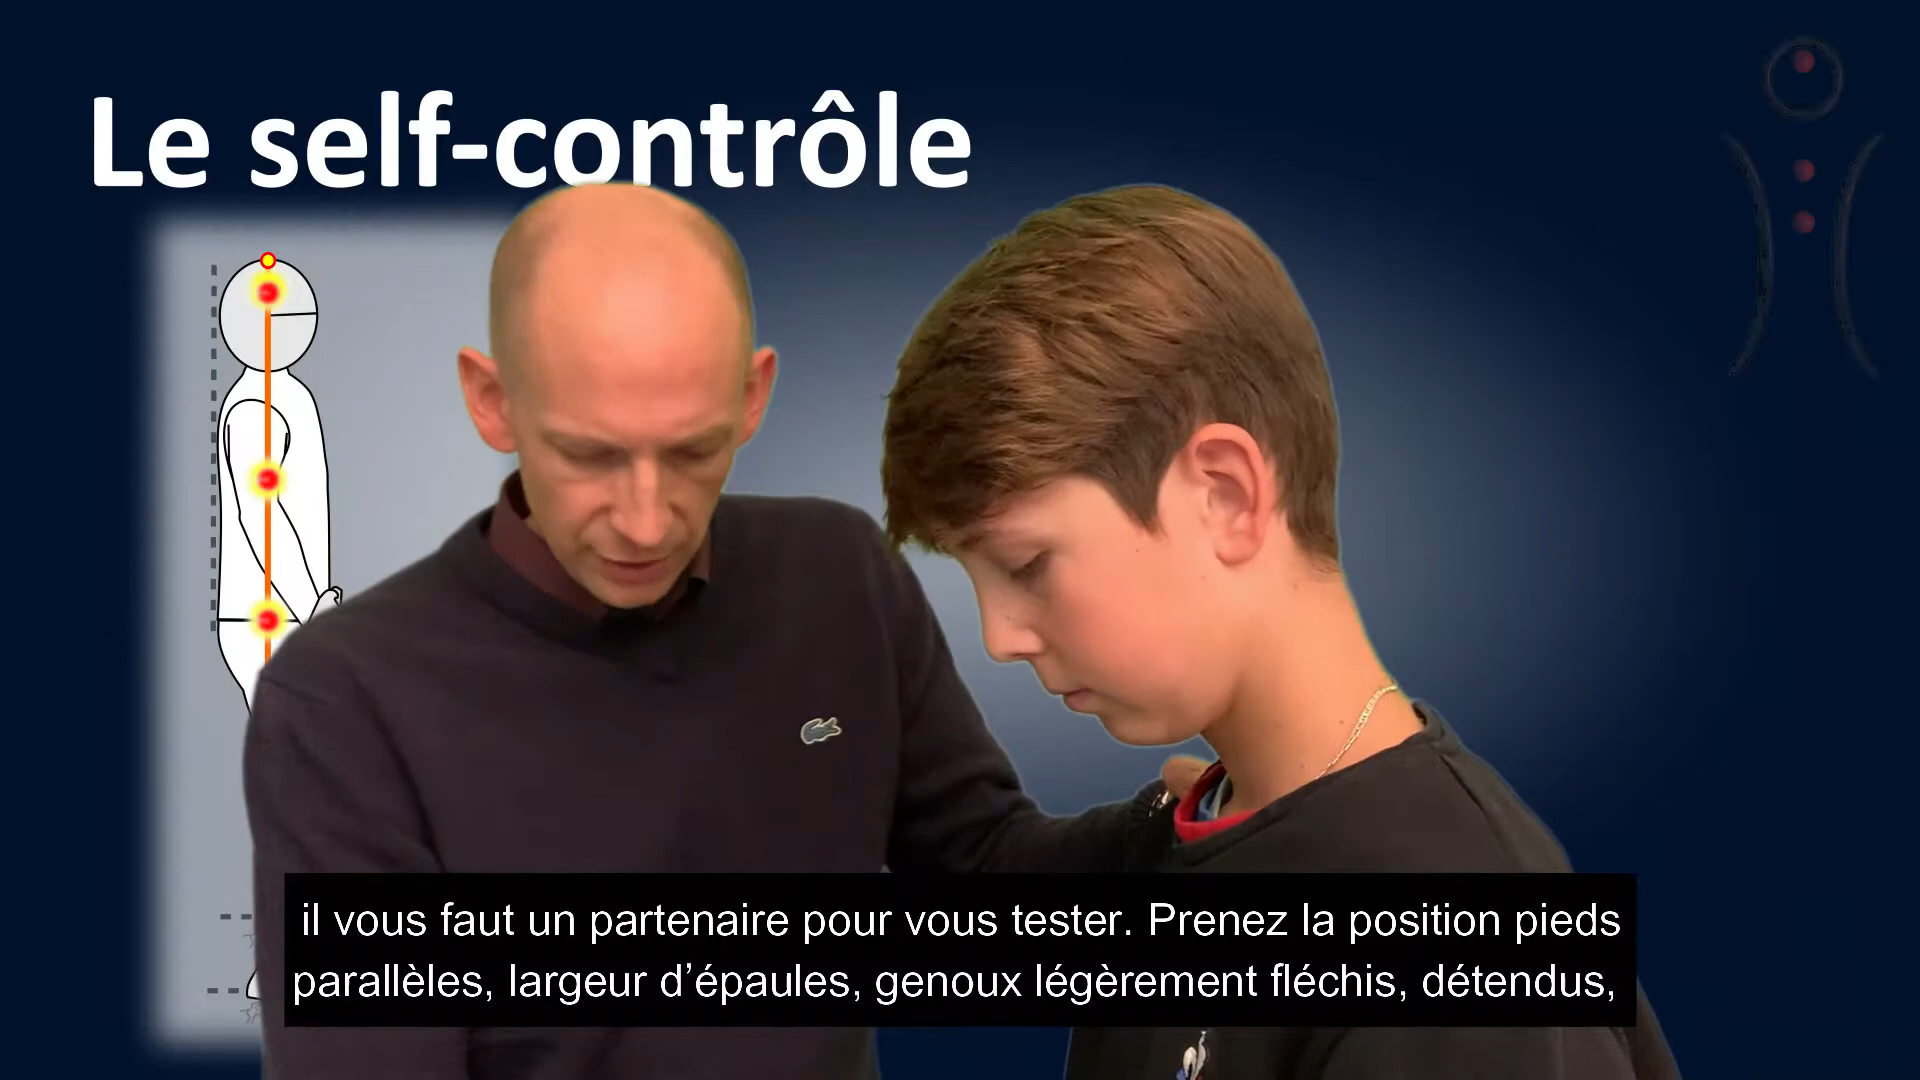 Le self-contrôle
il vous faut un partenaire pour vous tester. Prenez la position pieds
parallèles, largeur d’épaules, genoux légèrement fléchis, détendus,